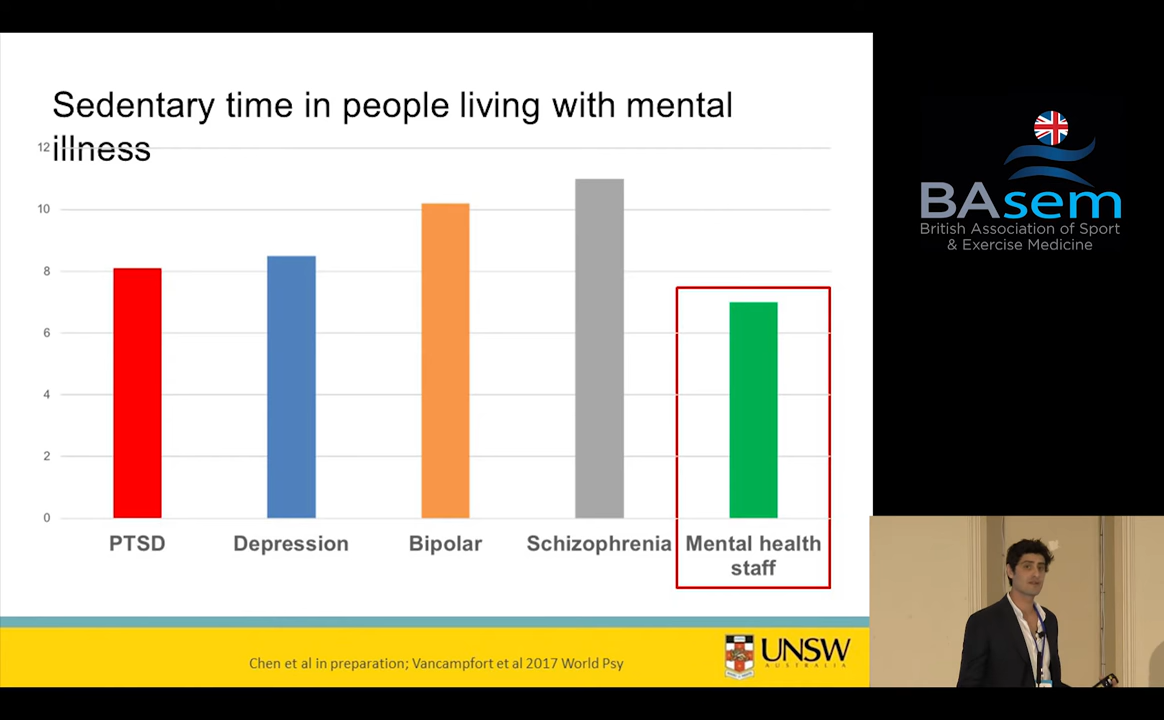 Sedentary time in people living with mental
illness
12
10
8
6
4
2
0
PTSD
Depression
Bipolar
Schizophrenia
Mental health
staff
Chen et al in preparation; Vancampfort et al 2017 World Psy
UNSW
AUSTRALIA
BAsem
British Association of Sport
& Exercise Medicine